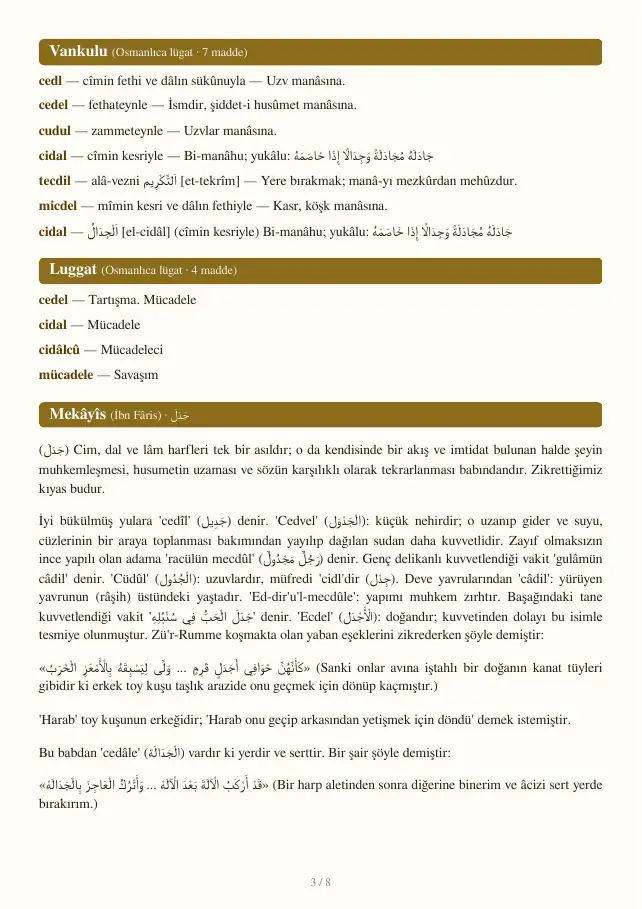 Vankulu (Osmanlıca lügat · 7 madde)
cedl — cîmin fethi ve dâlın sükûnuyla — Uzv manâsına.
cedel — fethateynle — İsmdir, şiddet-i husûmet manâsına.
cudul — zammeteynle — Uzvlar manâsına.
cidal — cîmin kesriyle — Bi-manâhu; yukâlu: جَادَلَهُ مُجَادَلَةً وَجِدَالًا إِذَا خَاصَمَهُ
tecdil — alâ-vezni اَلتَّكْرِيم [et-tekrîm] — Yere bırakmak; manâ-yı mezkûrdan mehûzdur.
micdel — mîmin kesri ve dâlın fethiyle — Kasr, köşk manâsına.
cidal — اَلْجِدَالُ [el-cidâl] (cîmin kesriyle) Bi-manâhu; yukâlu: جَادَلَهُ مُجَادَلَةً وَجِدَالًا إِذَا خَاصَمَهُ
Luggat (Osmanlıca lügat · 4 madde)
cedel — Tartışma. Mücadele
cidal — Mücadele
cidâlcû — Mücadeleci
mücadele — Savaşım
Mekâyîs (İbn Fâris) · جَدَلَ
(جَدَلَ) Cim, dal ve lâm harfleri tek bir asıldır; o da kendisinde bir akış ve imtidat bulunan halde şeyin
muhkemleşmesi, husumetin uzaması ve sözün karşılıklı olarak tekrarlanması babındandır. Zikrettiğimiz
kıyas budur.
İyi bükülmüş yulara 'cedîl' (جَدِيل) denir. 'Cedvel' (الْجَدْوَل): küçük nehirdir; o uzanıp gider ve suyu,
cüzlerinin bir araya toplanması bakımından yayılıp dağılan sudan daha kuvvetlidir. Zayıf olmaksızın
ince yapılı olan adama 'racülün mecdûl' (رَجُلٌ مَجْدُولٌ) denir. Genç delikanlı kuvvetlendiği vakit 'gulâmün
câdil' denir. 'Cüdûl' (الْجُدُول): uzuvlardır, müfredi 'cidl'dir (جِدْل). Deve yavrularından 'câdil': yürüyen
yavrunun (râşih) üstündeki yaştadır. 'Ed-dir'u'l-mecdûle': yapımı muhkem zırhtır. Başağındaki tane
kuvvetlendiği vakit 'جَدَلَ الْحَبُّ فِي سُنْبُلِهِ' denir. 'Ecdel' (الْأَجْدَل): doğandır; kuvvetinden dolayı bu isimle
tesmiye olunmuştur. Zü'r-Rumme koşmakta olan yaban eşeklerini zikrederken şöyle demiştir:
«كَأَنَّهُنَّ خَوَافِي أَجْدَلٍ قَرِمٍ ... وَلَّى لِيَسْبِقَهُ بِالْأَمْعَزِ الْخَرَبُ» (Sanki onlar avına iştahlı bir doğanın kanat tüyleri
gibidir ki erkek toy kuşu taşlık arazide onu geçmek için dönüp kaçmıştır.)
'Harab' toy kuşunun erkeğidir; 'Harab onu geçip arkasından yetişmek için döndü' demek istemiştir.
Bu babdan 'cedâle' (الْجَدَالَة) vardır ki yerdir ve serttir. Bir şair şöyle demiştir:
«قَدْ أَرْكَبُ الْآلَةَ بَعْدَ الْآلَهْ ... وَأَتْرُكُ الْعَاجِزَ بِالْجَدَالَهْ» (Bir harp aletinden sonra diğerine binerim ve âcizi sert yerde
bırakırım.)
3 / 8